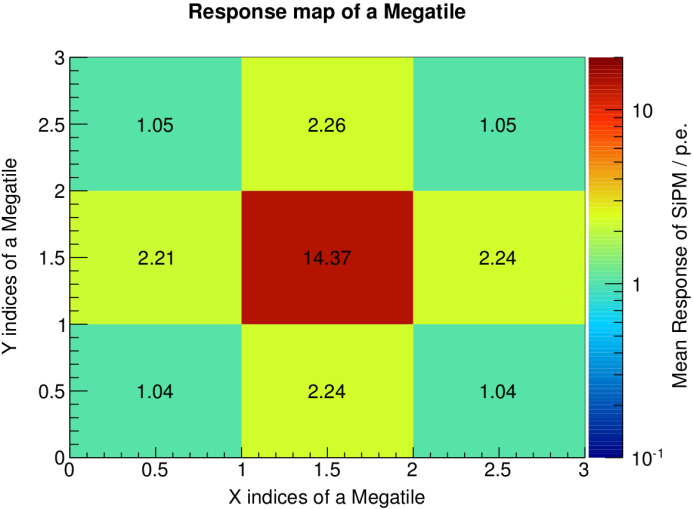 Response map of a Megatile
3
2.5
2
1.5
1
0.5
0
Y indices of a Megatile
1.05 2.26 1.05
2.21 14.37 2.24
1.04 2.24 1.04
0 0.5 1 1.5 2 2.5 3
X indices of a Megatile
10
1
10⁻¹
Mean Response of SiPM / p.e.